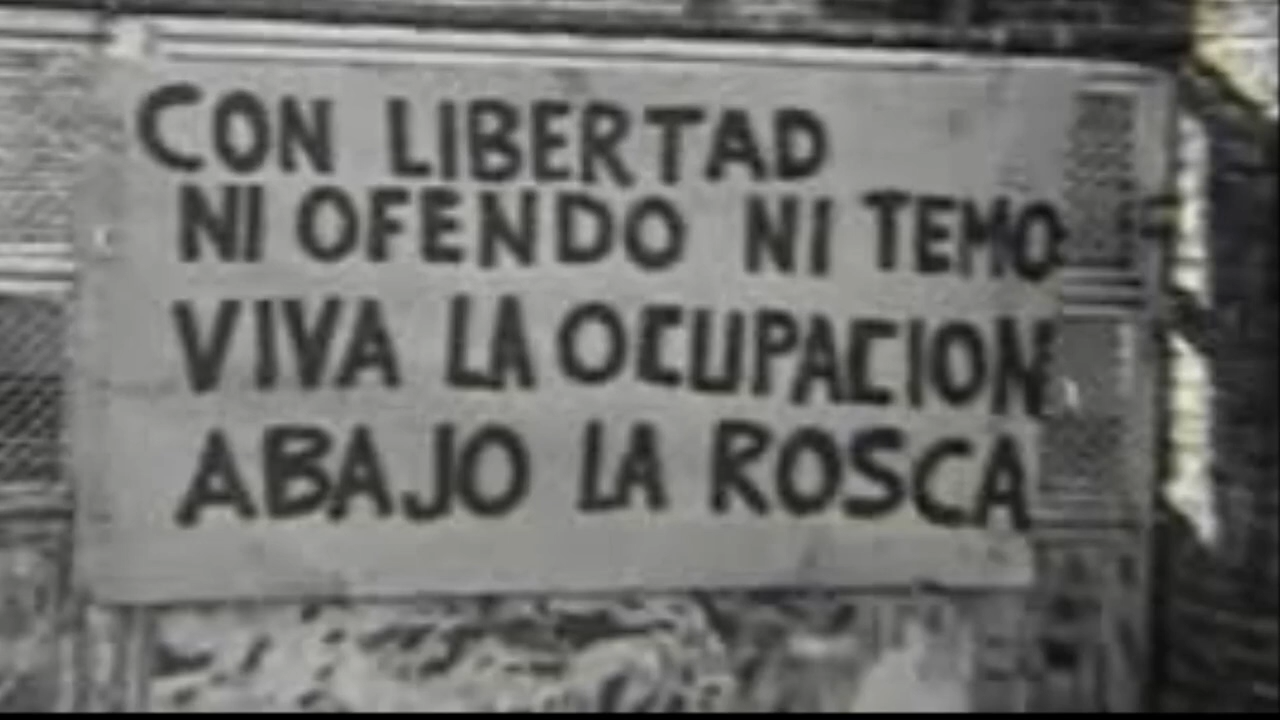 CON LIBERTAD
NI OFENDO NI TEMO
VIVA LA OCUPACION
ABAJO LA ROSCA